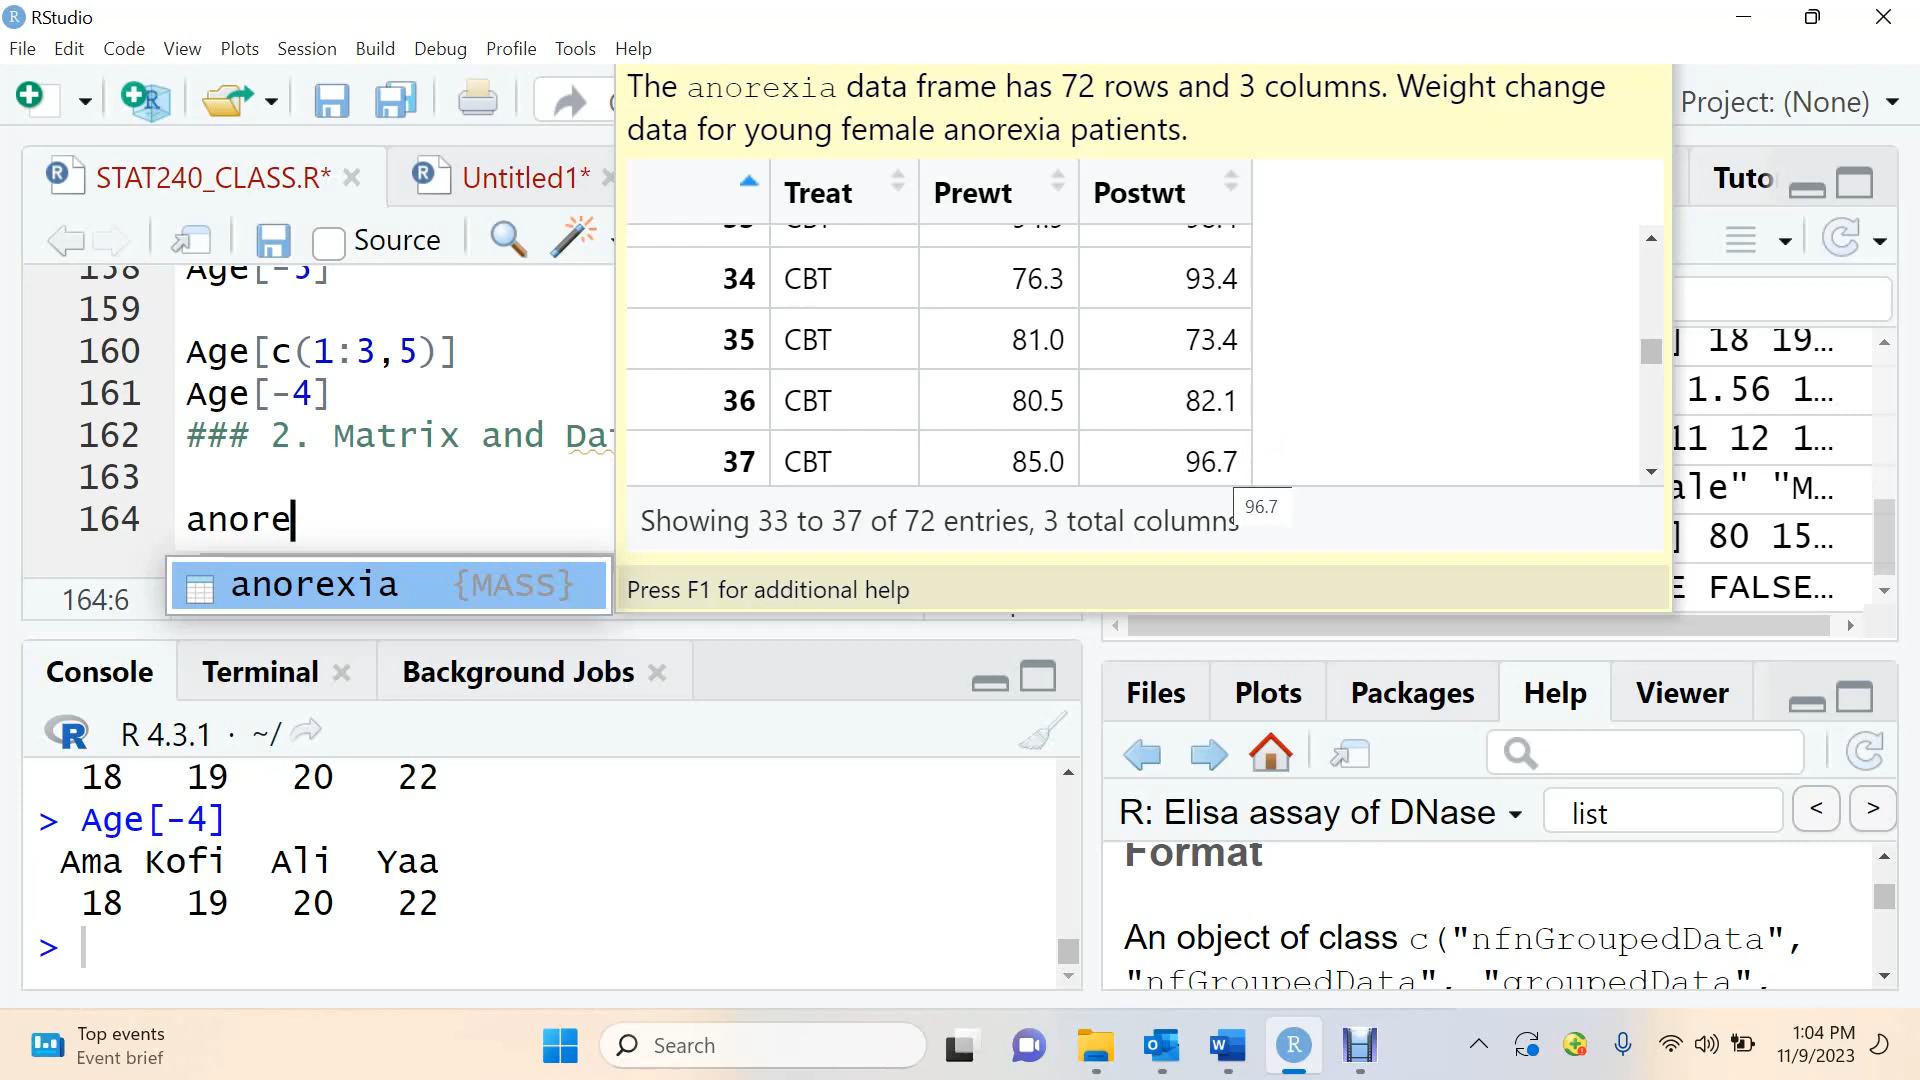 RStudio
File Edit Code View Plots Session Build Debug Profile Tools Help
Project: (None)
STAT240_CLASS.R*
Untitled1*
Source
158 Age[-3]
159
160 Age[c(1:3,5)]
161 Age[-4]
162 ### 2. Matrix and Da
163
164 anore
164:6
anorexia {MASS}
The anorexia data frame has 72 rows and 3 columns. Weight change
data for young female anorexia patients.
Treat Prewt Postwt
34 CBT 76.3 93.4
35 CBT 81.0 73.4
36 CBT 80.5 82.1
37 CBT 85.0 96.7
Showing 33 to 37 of 72 entries, 3 total columns
96.7
Press F1 for additional help
Tuto
] 18 19...
1.56 1...
11 12 1...
ale" "M...
] 80 15...
E FALSE...
Console Terminal Background Jobs
R 4.3.1 · ~/
18 19 20 22
> Age[-4]
Ama Kofi Ali Yaa
18 19 20 22
>
Files Plots Packages Help Viewer
R: Elisa assay of DNase
list
< >
Format
An object of class c("nfnGroupedData",
"nfGroupedData", "groupedData",
Top events
Event brief
Search
1:04 PM
11/9/2023